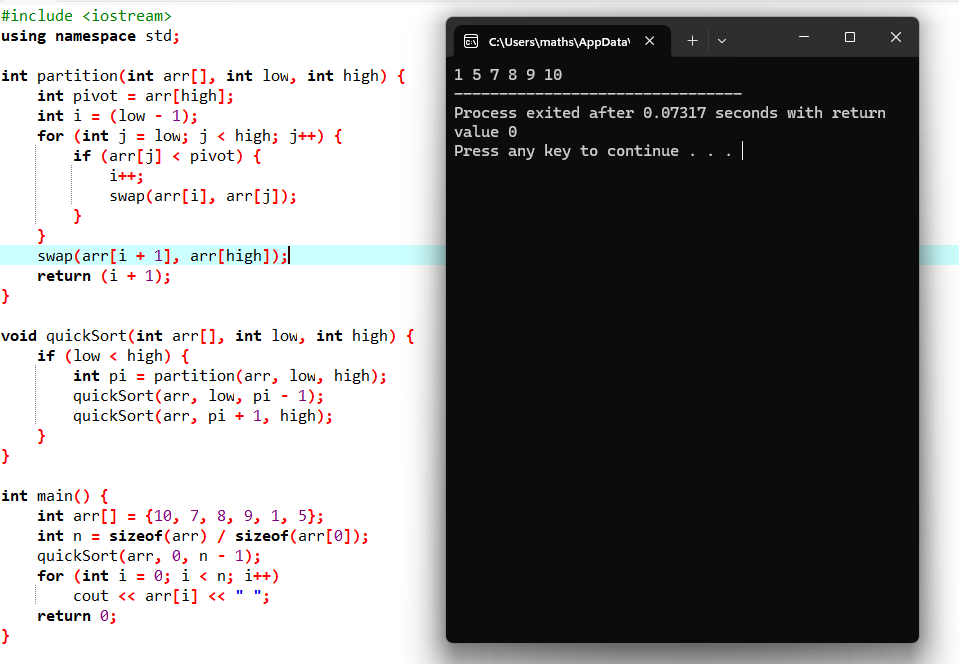 #include <iostream>
using namespace std;
int partition(int arr[], int low, int high) {
int pivot = arr[high];
int i = (low - 1);
for (int j = low; j < high; j++) {
if (arr[j] < pivot) {
i++;
swap(arr[i], arr[j]);
}
}
swap(arr[i + 1], arr[high]);
return (i + 1);
}
void quickSort(int arr[], int low, int high) {
if (low < high) {
int pi = partition(arr, low, high);
quickSort(arr, low, pi - 1);
quickSort(arr, pi + 1, high);
}
}
int main() {
int arr[] = {10, 7, 8, 9, 1, 5};
int n = sizeof(arr) / sizeof(arr[0]);
quickSort(arr, 0, n - 1);
for (int i = 0; i < n; i++)
cout << arr[i] << " ";
return 0;
}
C:\Users\maths\AppData\
1 5 7 8 9 10
--------------------------------
Process exited after 0.07317 seconds with return
value 0
Press any key to continue . . .